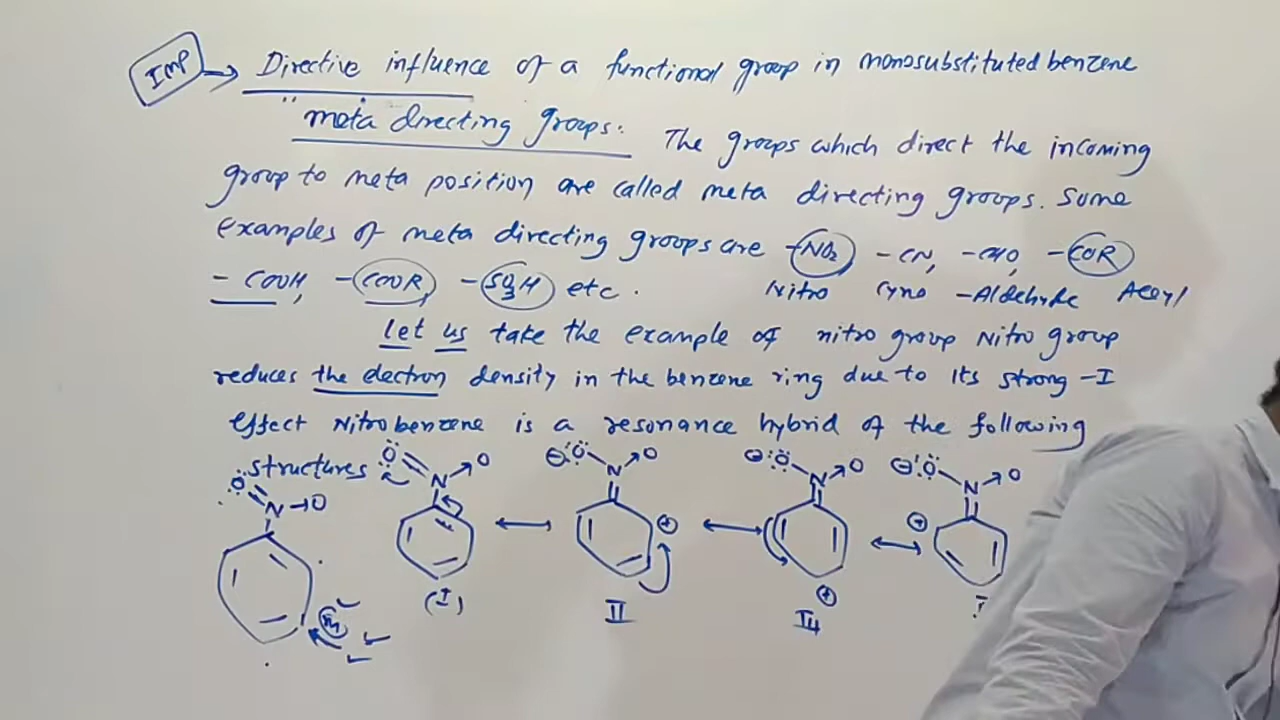 Imp → Directive influence of a functional group in monosubstituted benzene
"meta directing groups: The groups which direct the incoming
group to meta position are called meta directing groups. Some
examples of meta directing groups are -NO₂ - CN, -CHO, -COR
- COOH, -COOR, -SO₃H etc.
Nitro Cyno -Aldehyde Acyl
Let us take the example of nitro group Nitro group
reduces the electron density in the benzene ring due to its strong -I
effect Nitrobenzene is a resonance hybrid of the following
structures
Ö N→O Ö N→O ⊖:Ö N→O ⊖:Ö N→O ⊖:Ö N→O
⊕ ⊕ ⊕
m (I) II III